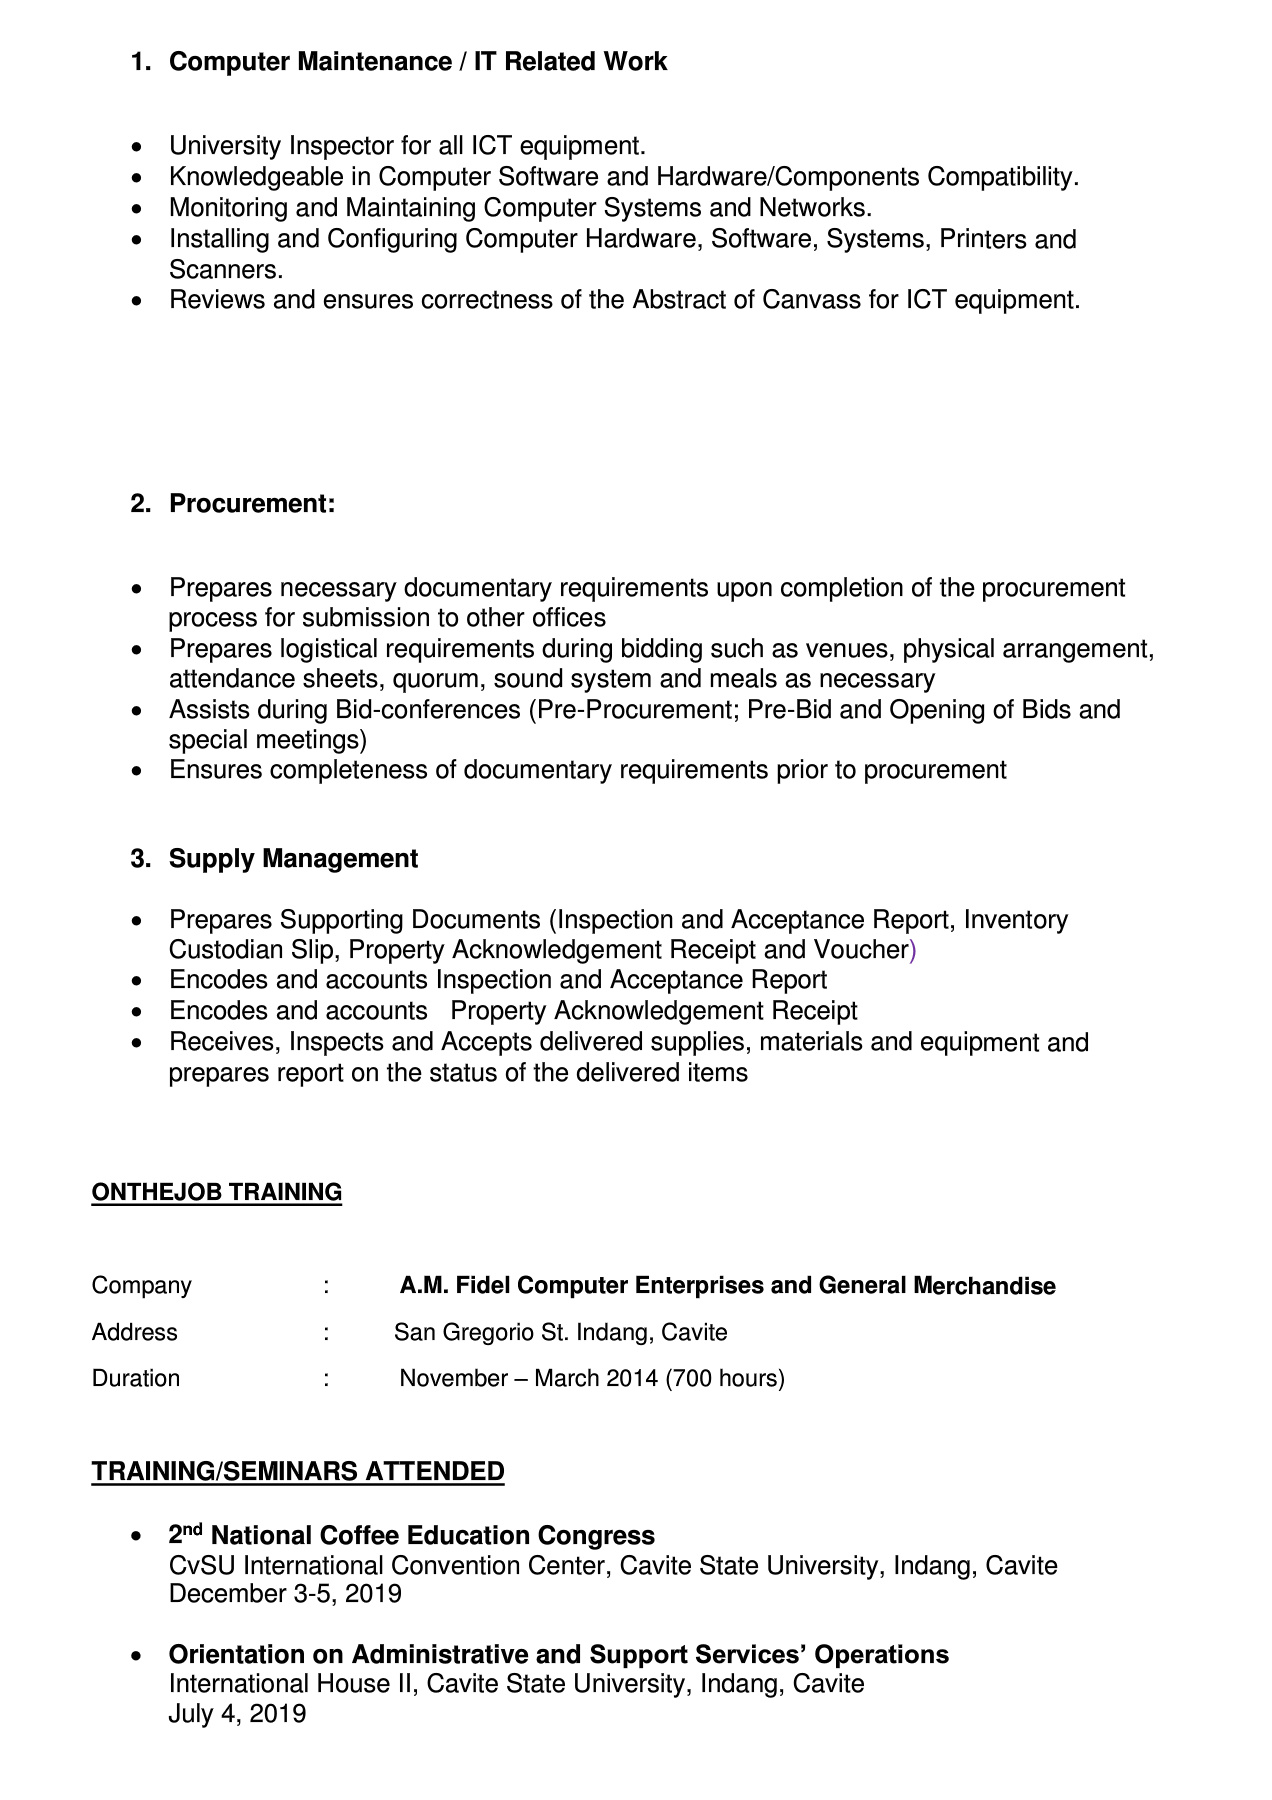 1. Computer Maintenance / IT Related Work
• University Inspector for all ICT equipment.
• Knowledgeable in Computer Software and Hardware/Components Compatibility.
• Monitoring and Maintaining Computer Systems and Networks.
• Installing and Configuring Computer Hardware, Software, Systems, Printers and
Scanners.
• Reviews and ensures correctness of the Abstract of Canvass for ICT equipment.
2. Procurement:
• Prepares necessary documentary requirements upon completion of the procurement
process for submission to other offices
• Prepares logistical requirements during bidding such as venues, physical arrangement,
attendance sheets, quorum, sound system and meals as necessary
• Assists during Bid-conferences (Pre-Procurement; Pre-Bid and Opening of Bids and
special meetings)
• Ensures completeness of documentary requirements prior to procurement
3. Supply Management
• Prepares Supporting Documents (Inspection and Acceptance Report, Inventory
Custodian Slip, Property Acknowledgement Receipt and Voucher)
• Encodes and accounts Inspection and Acceptance Report
• Encodes and accounts Property Acknowledgement Receipt
• Receives, Inspects and Accepts delivered supplies, materials and equipment and
prepares report on the status of the delivered items
ONTHEJOB TRAINING
Company : A.M. Fidel Computer Enterprises and General Merchandise
Address : San Gregorio St. Indang, Cavite
Duration : November – March 2014 (700 hours)
TRAINING/SEMINARS ATTENDED
• 2nd National Coffee Education Congress
CvSU International Convention Center, Cavite State University, Indang, Cavite
December 3-5, 2019
• Orientation on Administrative and Support Services’ Operations
International House II, Cavite State University, Indang, Cavite
July 4, 2019